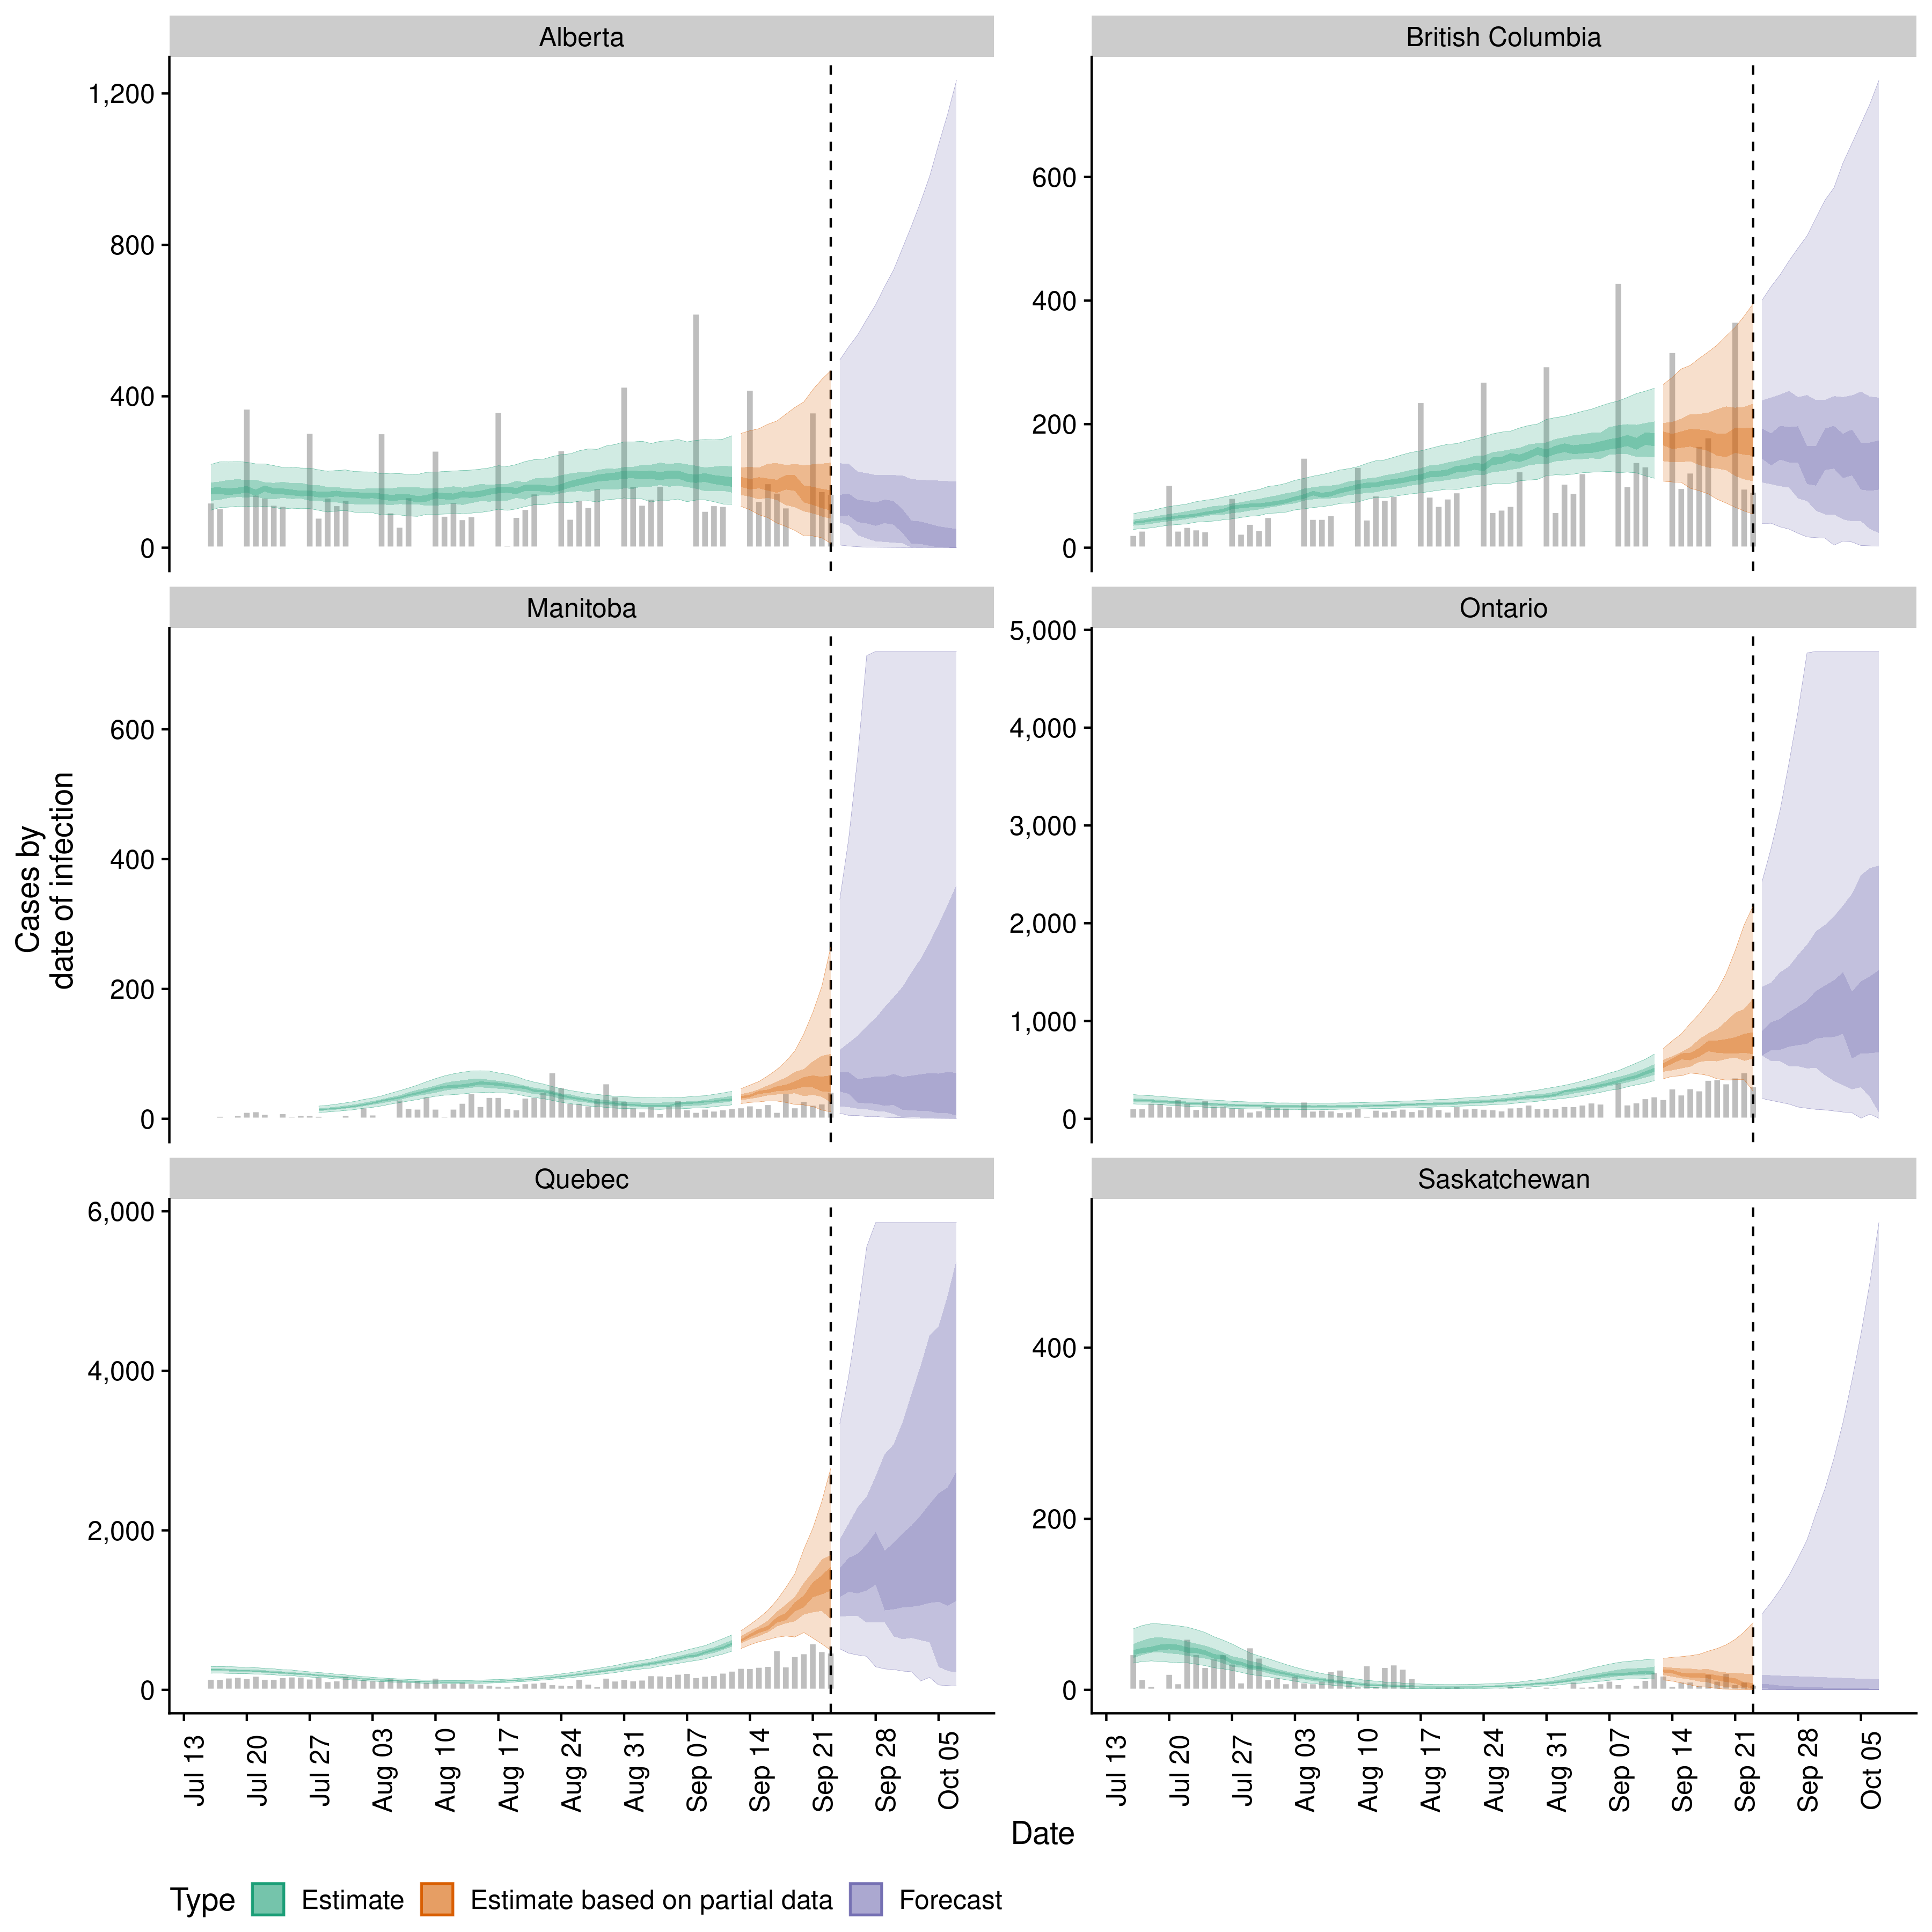 Alberta
British Columbia
1,200
800
400
0
600
400
200
0
Manitoba
Ontario
600
400
200
0
5,000
4,000
3,000
2,000
1,000
0
Cases by
date of infection
Quebec
Saskatchewan
6,000
4,000
2,000
0
400
200
0
Jul 13
Jul 20
Jul 27
Aug 03
Aug 10
Aug 17
Aug 24
Aug 31
Sep 07
Sep 14
Sep 21
Sep 28
Oct 05
Jul 13
Jul 20
Jul 27
Aug 03
Aug 10
Aug 17
Aug 24
Aug 31
Sep 07
Sep 14
Sep 21
Sep 28
Oct 05
Date
Type Estimate Estimate based on partial data Forecast